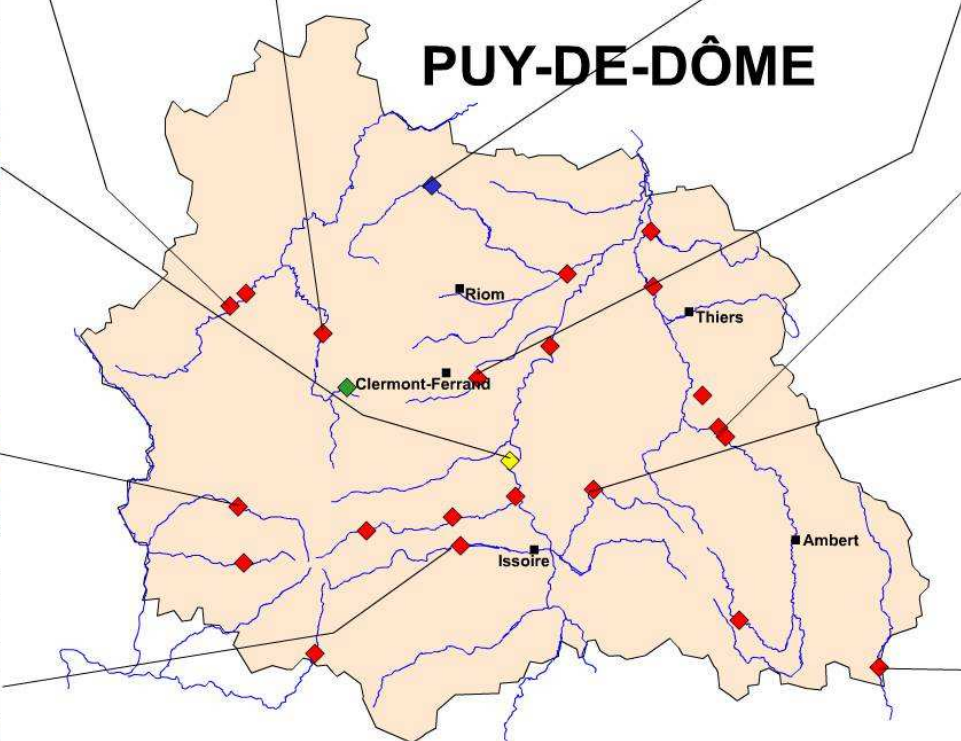 PUY-DE-DÔME
Riom
Thiers
Clermont-Ferrand
Ambert
Issoire